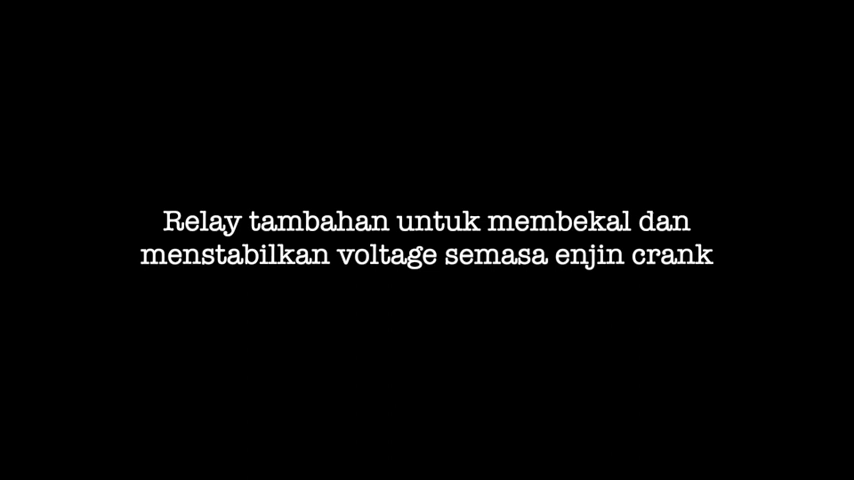 Relay tambahan untuk membekal dan
menstabilkan voltage semasa enjin crank